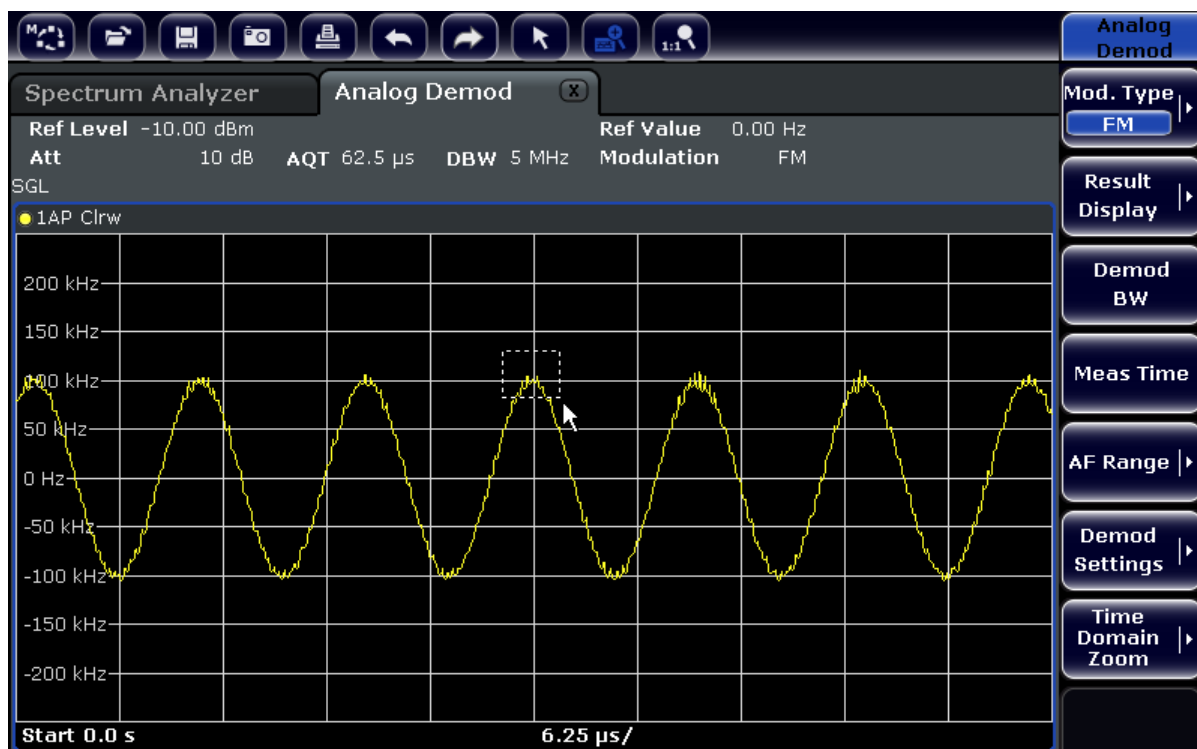 M
1:1
Analog
Demod
Spectrum Analyzer
Analog Demod X
Mod. Type
FM
Ref Level -10.00 dBm Ref Value 0.00 Hz
Att 10 dB AQT 62.5 µs DBW 5 MHz Modulation FM
SGL
1AP Clrw
Result
Display
200 kHz
150 kHz
100 kHz
50 kHz
0 Hz
-50 kHz
-100 kHz
-150 kHz
-200 kHz
Demod
BW
Meas Time
AF Range
Demod
Settings
Time
Domain
Zoom
Start 0.0 s 6.25 µs/